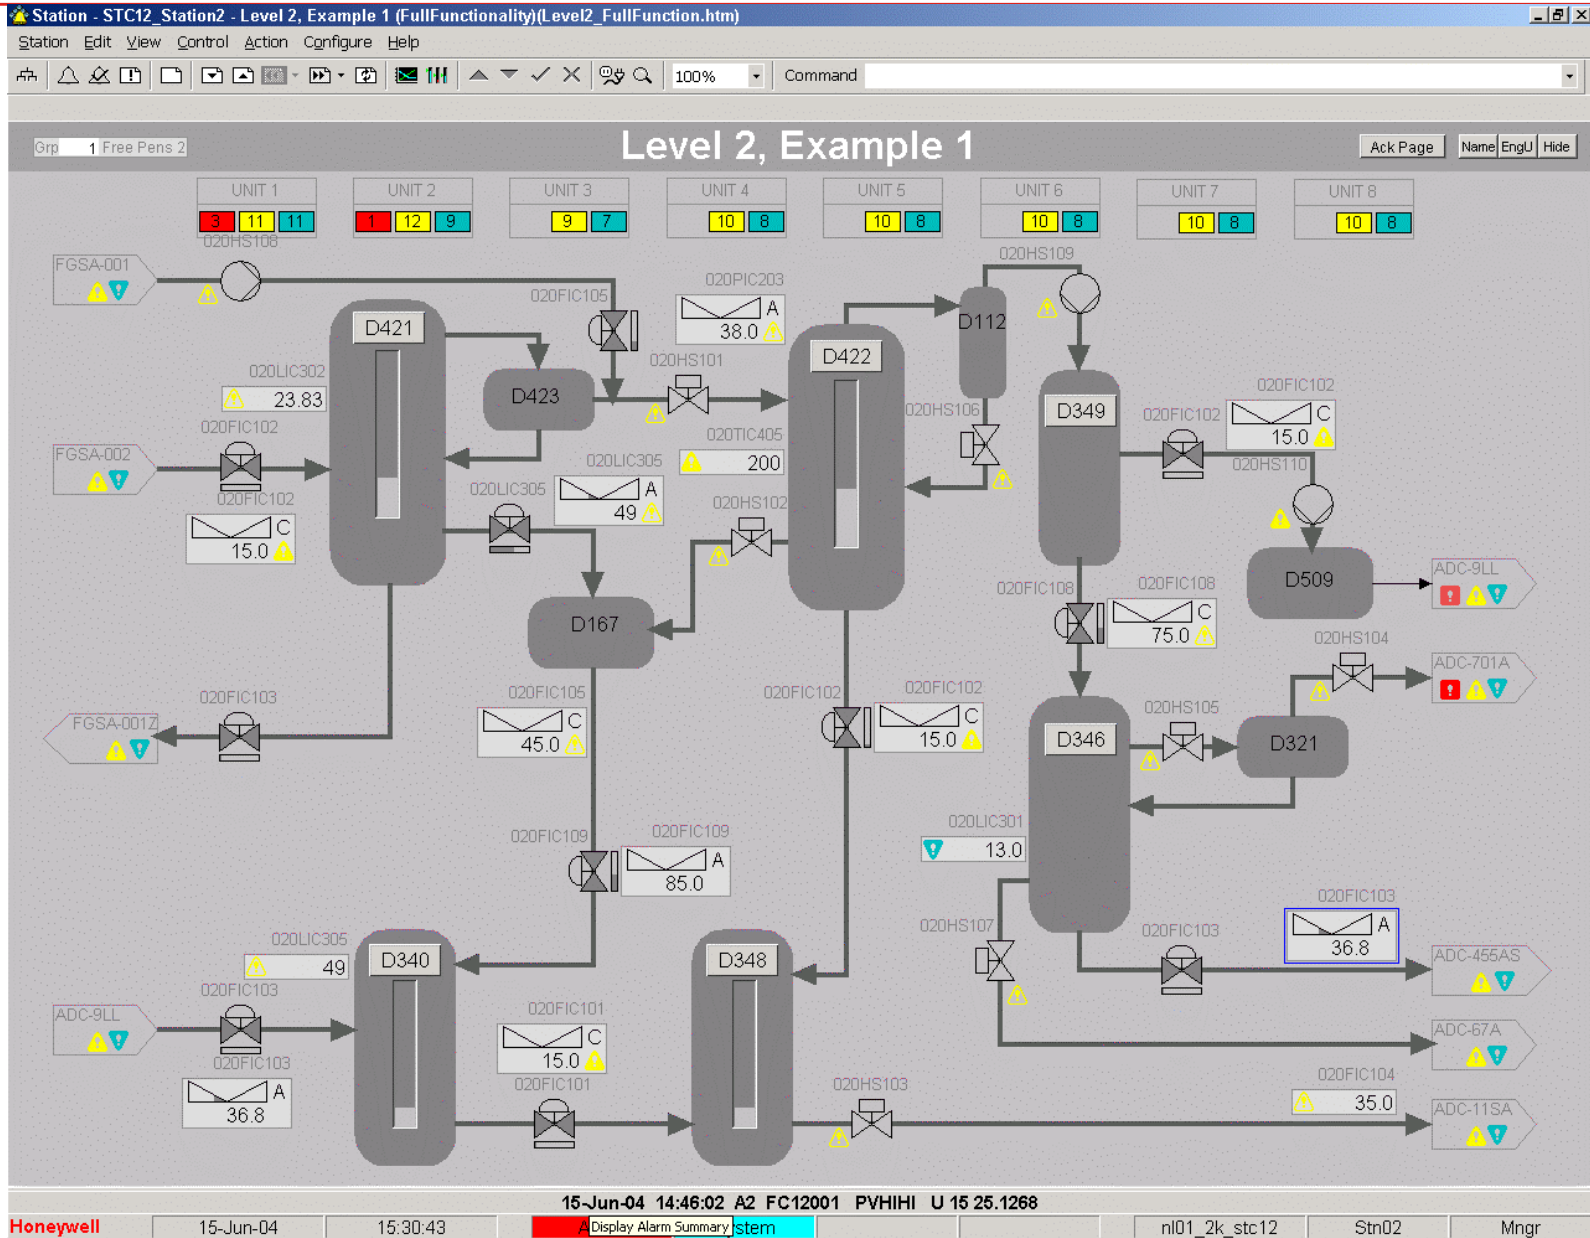 Station - STC12_Station2 - Level 2, Example 1 (FullFunctionality)(Level2_FullFunction.htm)
Station Edit View Control Action Configure Help
100% Command
Grp 1 Free Pens 2
Level 2, Example 1
Ack Page Name EngU Hide
UNIT 1 UNIT 2 UNIT 3 UNIT 4 UNIT 5 UNIT 6 UNIT 7 UNIT 8
3 11 11 1 12 9 9 7 10 8 10 8 10 8 10 8 10 8
020HS108
020HS109
FGSA-001
020PIC203
020FIC105
A
38.0
D421
D112
D422
020HS101
020LIC302
23.83
D423
020FIC102
D349
020HS106
020FIC102
C
15.0
020FIC102
020TIC405
200
FGSA-002
020LIC305
020HS110
020LIC305
A
49
020FIC102
C
15.0
020HS102
D509
ADC-9LL
020FIC108
020FIC108
C
75.0
D167
020HS104
ADC-701A
020FIC103
020FIC105
C
45.0
020FIC102
020FIC102
C
15.0
020HS105
FGSA-001Z
D346
D321
020LIC301
13.0
020FIC109
020FIC109
A
85.0
020FIC103
A
36.8
020HS107
020FIC103
020LIC305
49
D340
D348
ADC-455AS
020FIC103
ADC-9LL
020FIC101
C
15.0
ADC-67A
020FIC103
A
36.8
020FIC101
020HS103
020FIC104
35.0
ADC-11SA
15-Jun-04 14:46:02 A2 FC12001 PVHIHI U 15 25.1268
Honeywell 15-Jun-04 15:30:43 A Display Alarm Summary stem nl01_2k_stc12 Stn02 Mngr